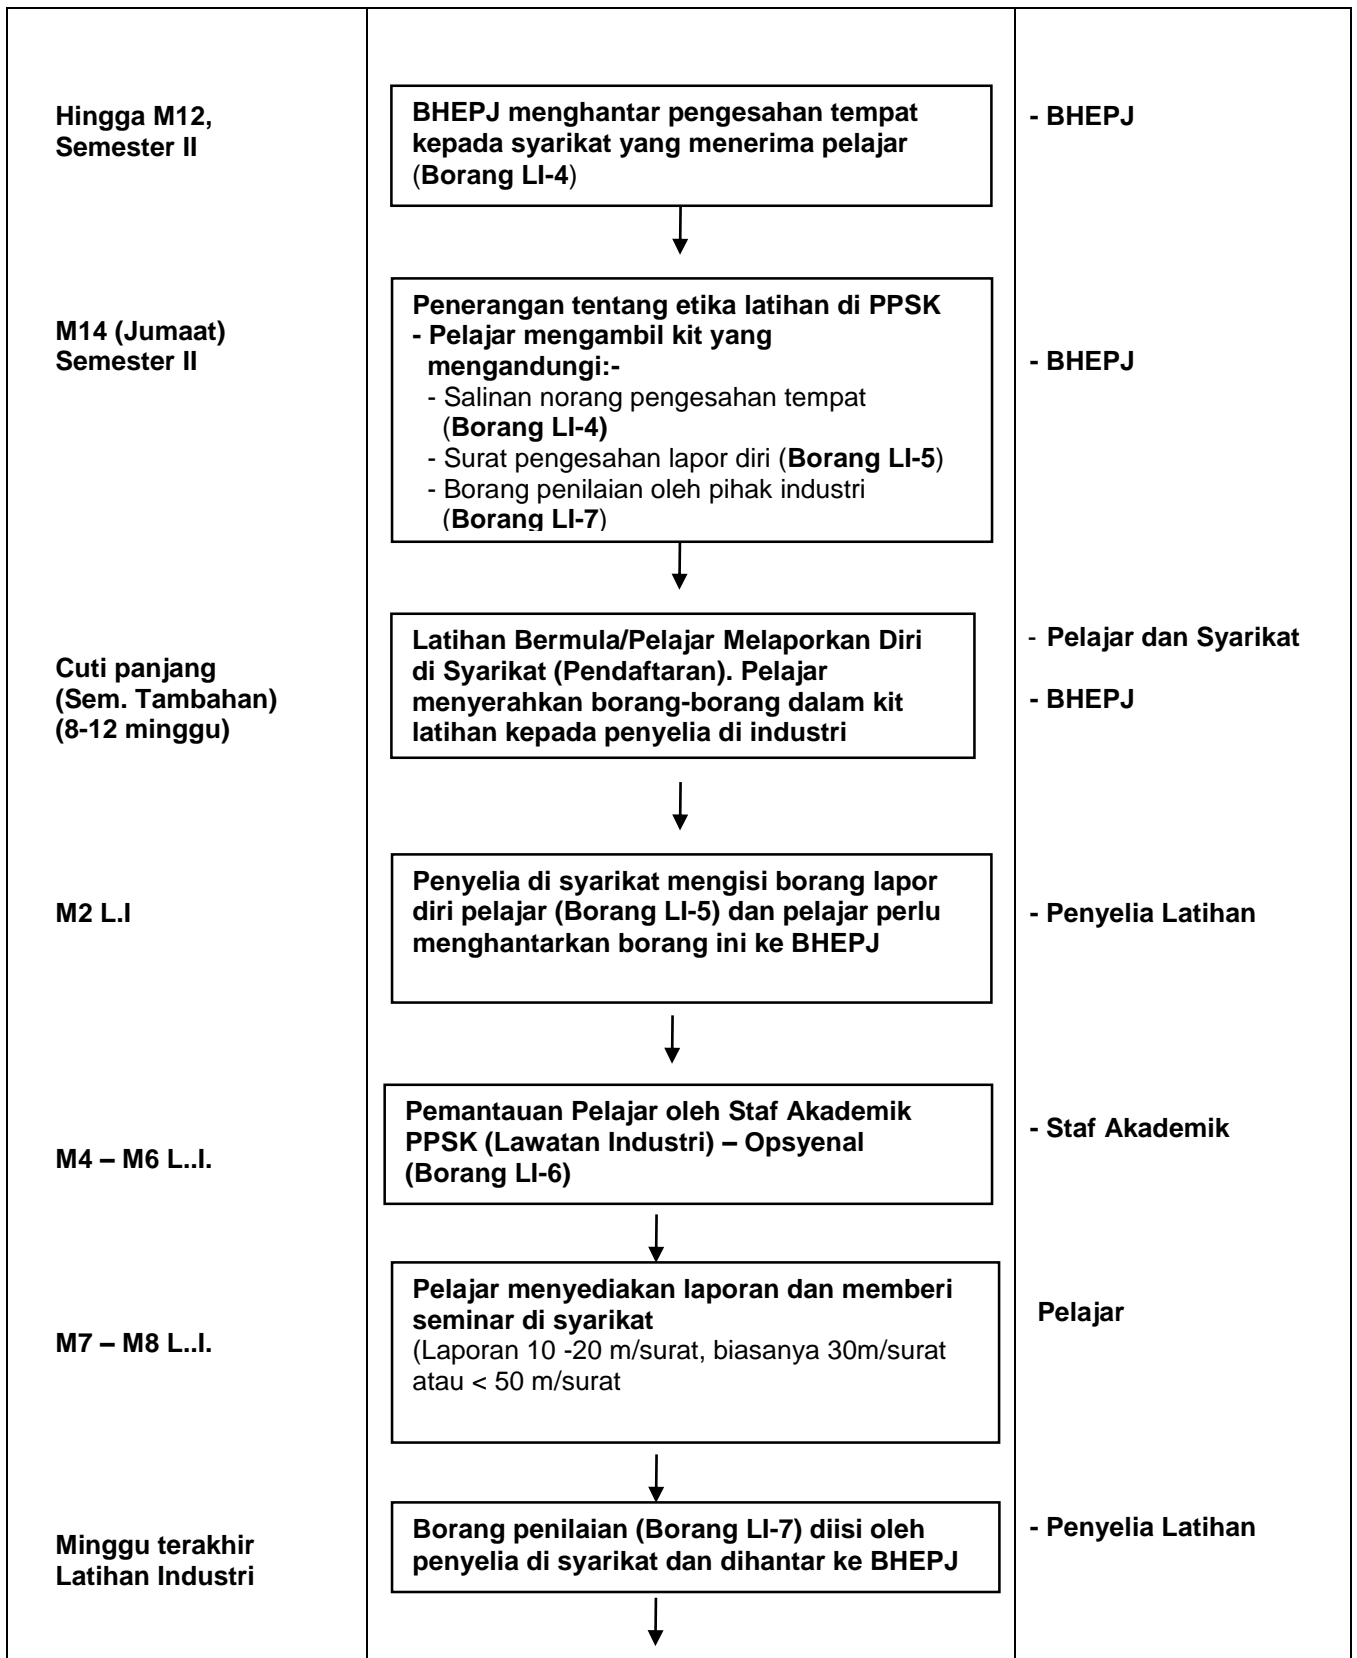 Hingga M12,
Semester II
BHEPJ menghantar pengesahan tempat
kepada syarikat yang menerima pelajar
(Borang LI-4)
- BHEPJ
M14 (Jumaat)
Semester II
Penerangan tentang etika latihan di PPSK
- Pelajar mengambil kit yang
mengandungi:-
- Salinan norang pengesahan tempat
(Borang LI-4)
- Surat pengesahan lapor diri (Borang LI-5)
- Borang penilaian oleh pihak industri
(Borang LI-7)
- BHEPJ
Cuti panjang
(Sem. Tambahan)
(8-12 minggu)
Latihan Bermula/Pelajar Melaporkan Diri
di Syarikat (Pendaftaran). Pelajar
menyerahkan borang-borang dalam kit
latihan kepada penyelia di industri
- Pelajar dan Syarikat
- BHEPJ
M2 L.I
Penyelia di syarikat mengisi borang lapor
diri pelajar (Borang LI-5) dan pelajar perlu
menghantarkan borang ini ke BHEPJ
- Penyelia Latihan
M4 – M6 L..I.
Pemantauan Pelajar oleh Staf Akademik
PPSK (Lawatan Industri) – Opsyenal
(Borang LI-6)
- Staf Akademik
M7 – M8 L..I.
Pelajar menyediakan laporan dan memberi
seminar di syarikat
(Laporan 10 -20 m/surat, biasanya 30m/surat
atau < 50 m/surat
Pelajar
Minggu terakhir
Latihan Industri
Borang penilaian (Borang LI-7) diisi oleh
penyelia di syarikat dan dihantar ke BHEPJ
- Penyelia Latihan